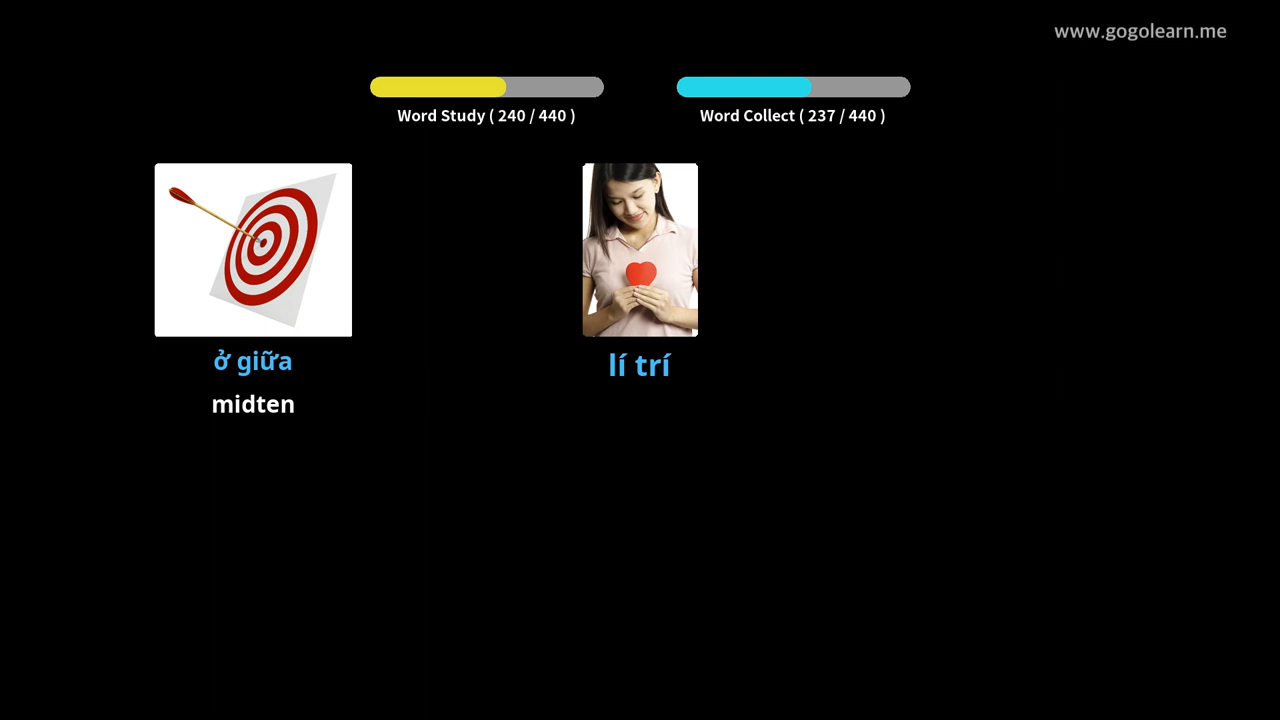 www.gogolearn.me
Word Study ( 240 / 440 )
Word Collect ( 237 / 440 )
ở giữa
midten
lí trí